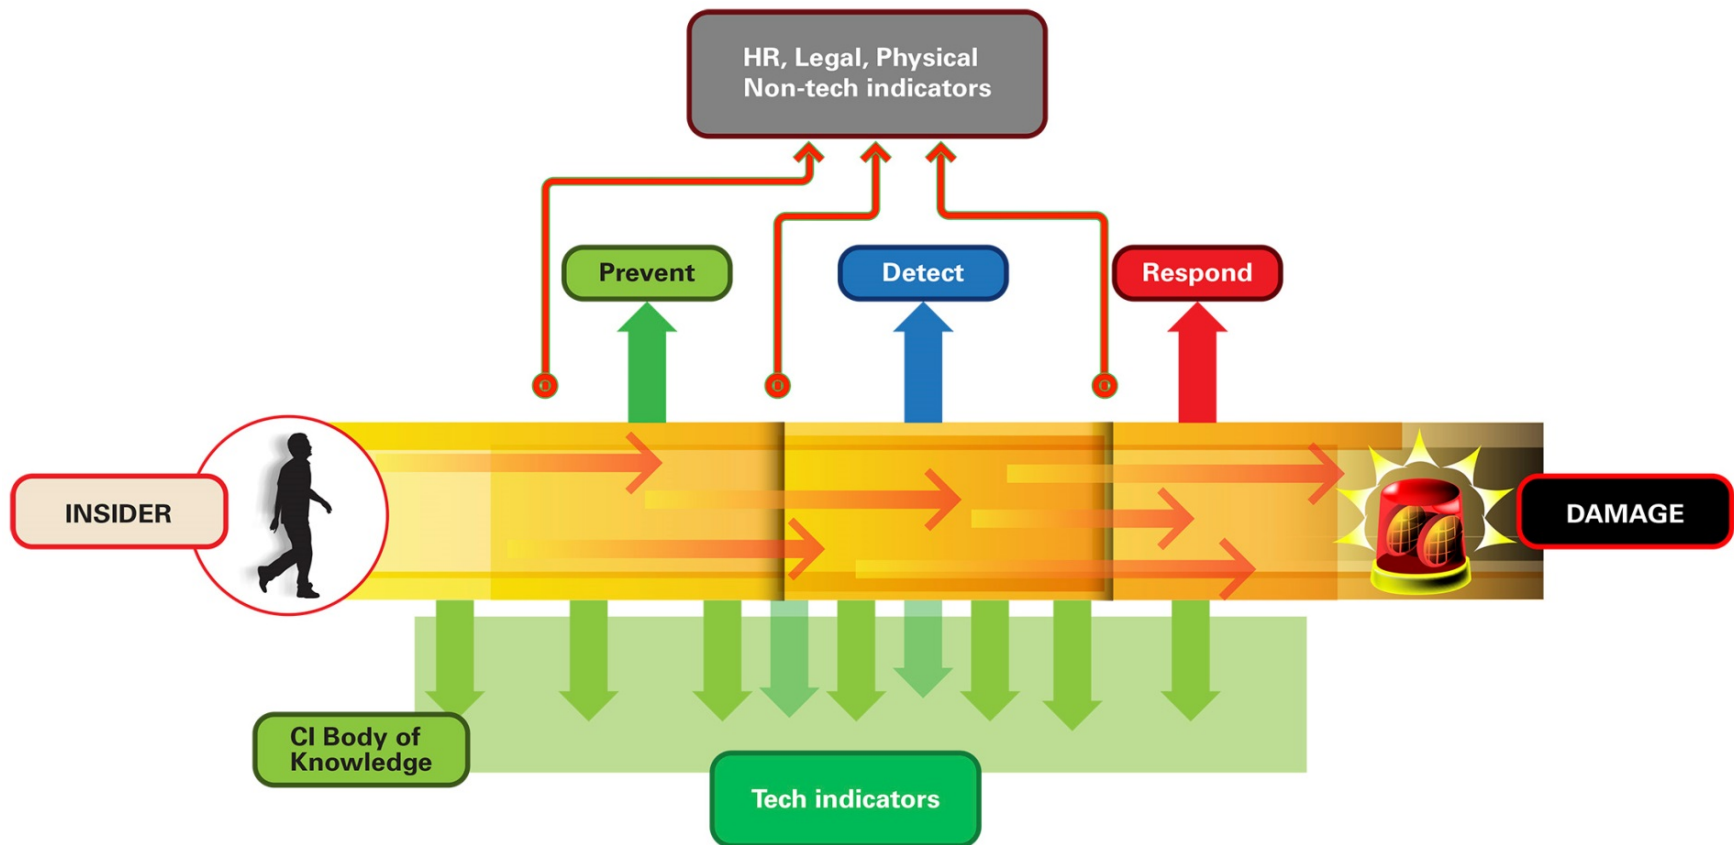 HR, Legal, Physical
Non-tech indicators
Prevent
Detect
Respond
INSIDER
DAMAGE
CI Body of
Knowledge
Tech indicators